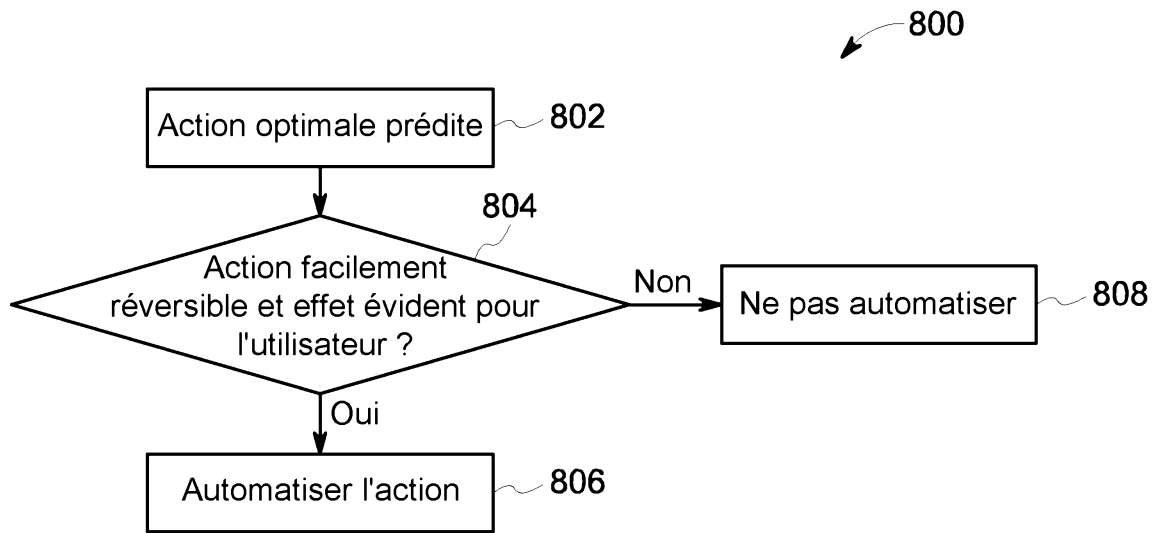 800
Action optimale prédite
802
804
Action facilement
réversible et effet évident pour
l'utilisateur ?
Non
Ne pas automatiser
808
Oui
Automatiser l'action
806